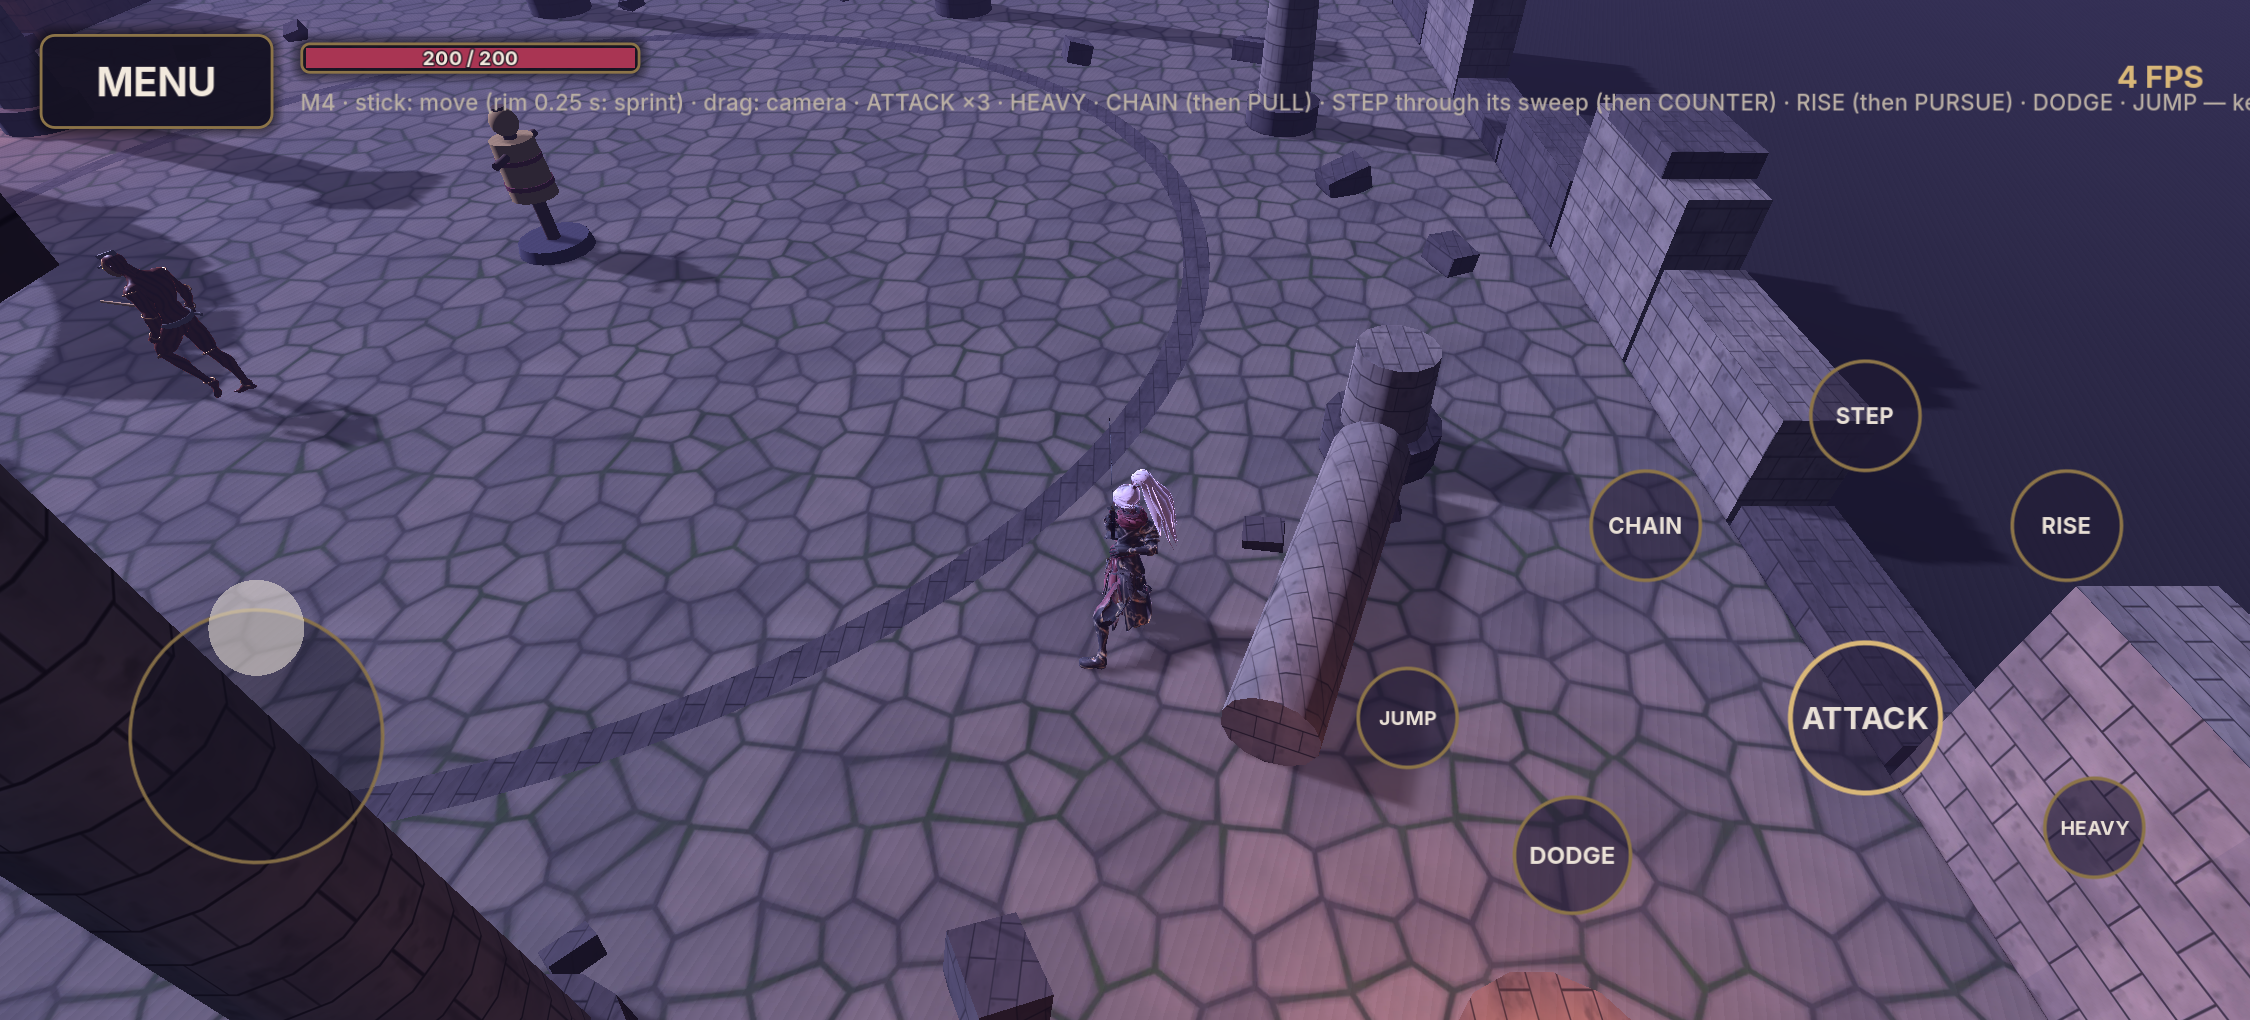 MENU
200 / 200
4 FPS
M4 · stick: move (rim 0.25 s: sprint) · drag: camera · ATTACK ×3 · HEAVY · CHAIN (then PULL) · STEP through its sweep (then COUNTER) · RISE (then PURSUE) · DODGE · JUMP —
STEP
CHAIN
RISE
JUMP
ATTACK
DODGE
HEAVY